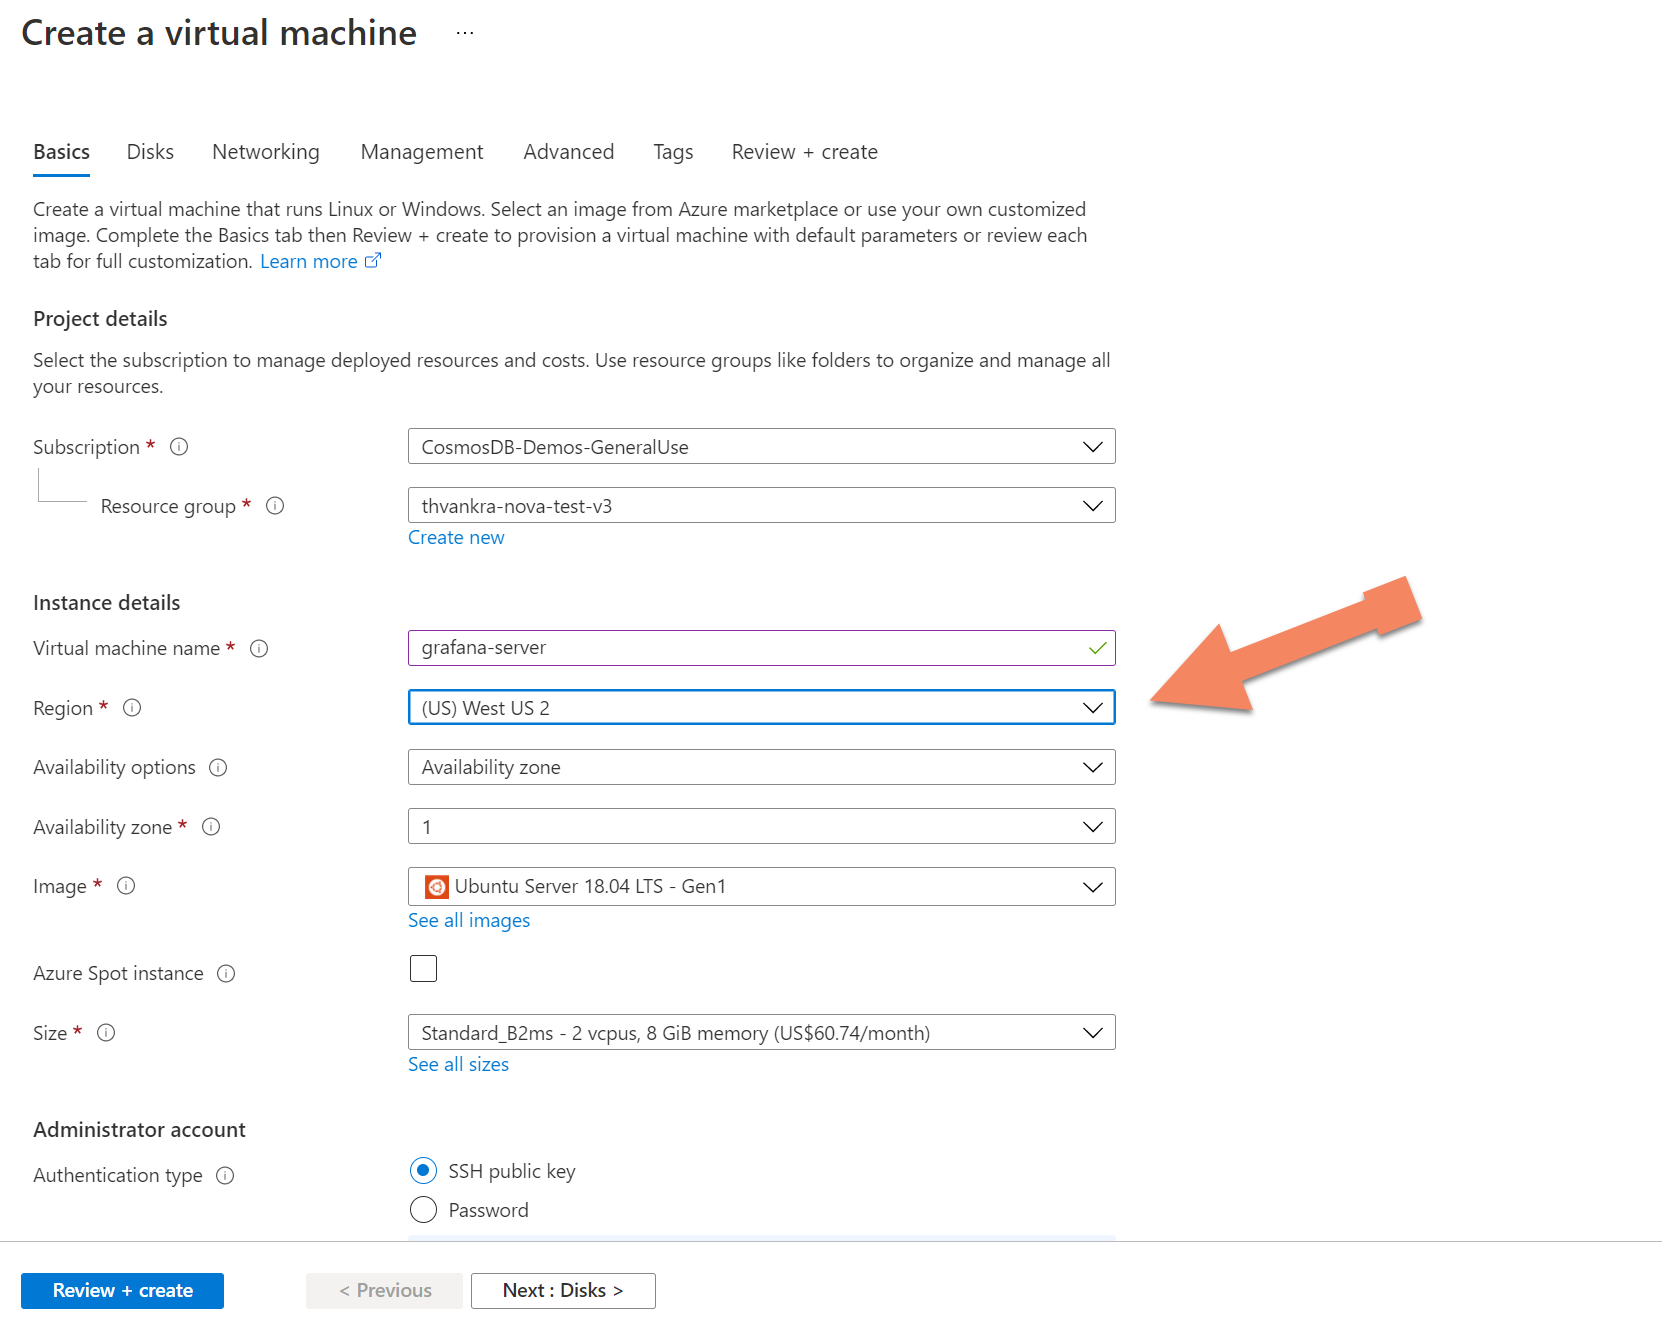 Create a virtual machine ...
Basics Disks Networking Management Advanced Tags Review + create
Create a virtual machine that runs Linux or Windows. Select an image from Azure marketplace or use your own customized
image. Complete the Basics tab then Review + create to provision a virtual machine with default parameters or review each
tab for full customization. Learn more
Project details
Select the subscription to manage deployed resources and costs. Use resource groups like folders to organize and manage all
your resources.
Subscription * CosmosDB-Demos-GeneralUse
Resource group * thvankra-nova-test-v3
Create new
Instance details
Virtual machine name * grafana-server
Region * (US) West US 2
Availability options Availability zone
Availability zone * 1
Image * Ubuntu Server 18.04 LTS - Gen1
See all images
Azure Spot instance
Size * Standard_B2ms - 2 vcpus, 8 GiB memory (US$60.74/month)
See all sizes
Administrator account
Authentication type SSH public key
Password
Review + create < Previous Next : Disks >